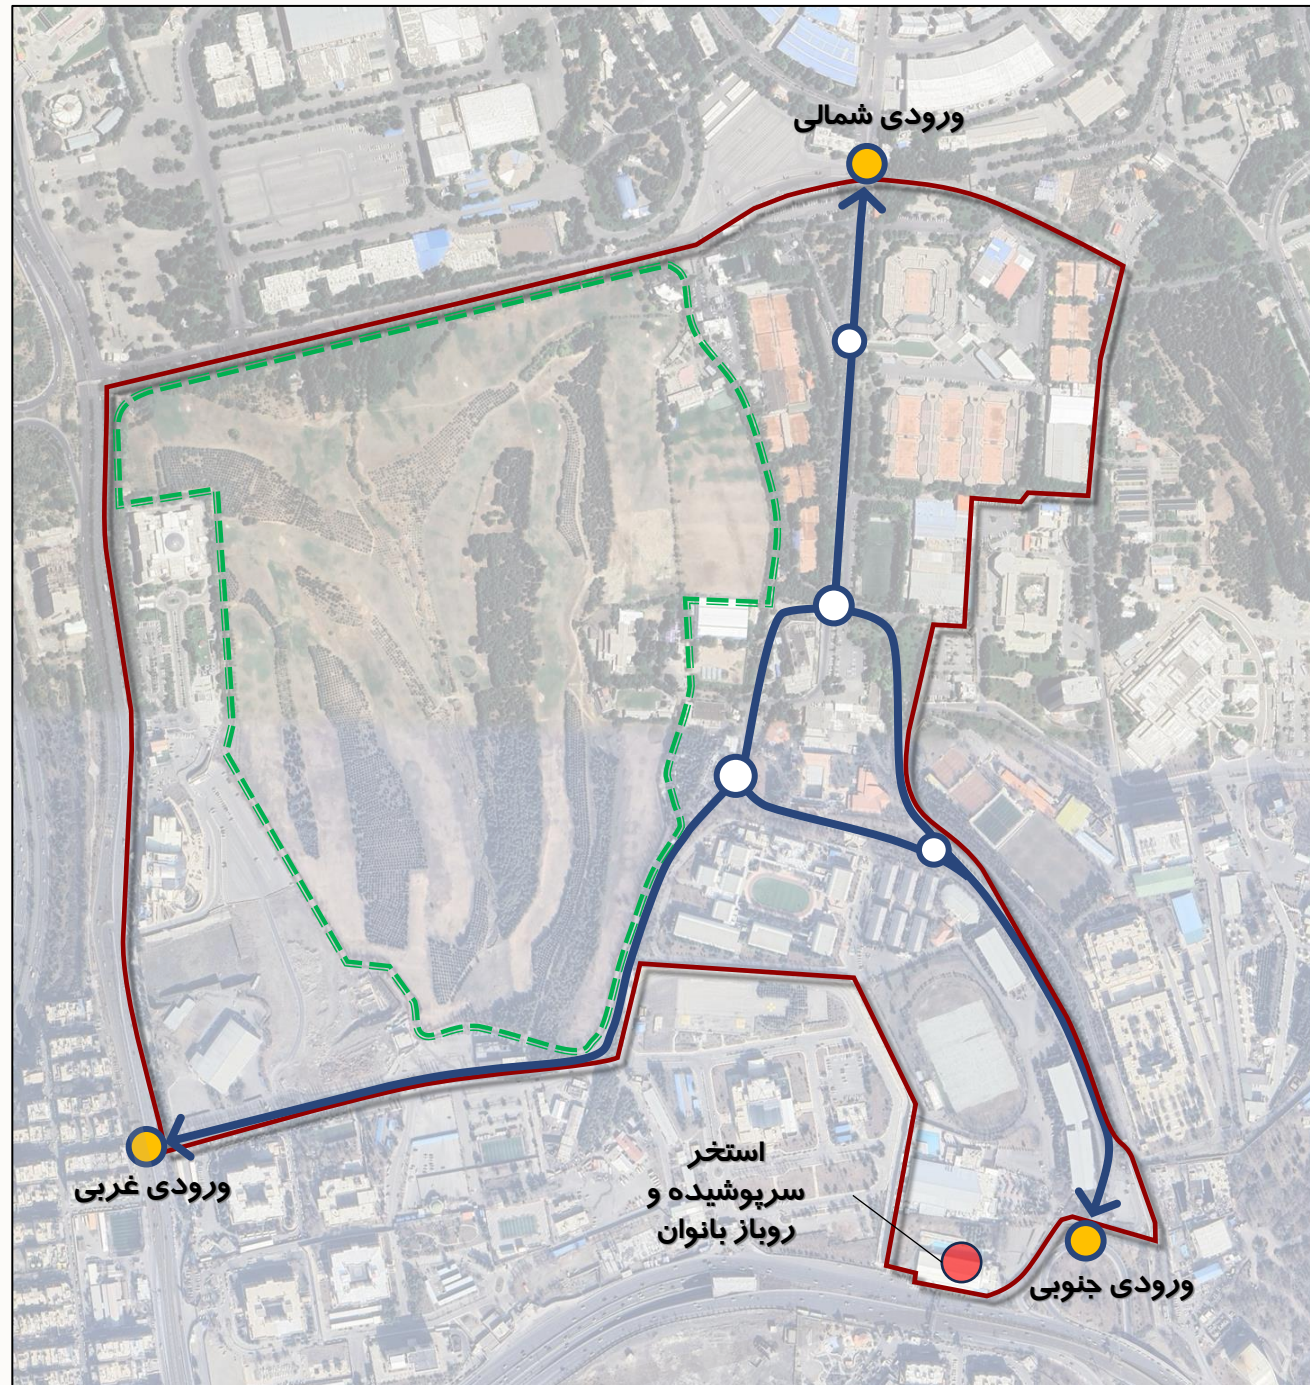 ورودی شمالی
استخر
سرپوشیده و
روباز بانوان
ورودی غربی
ورودی جنوبی